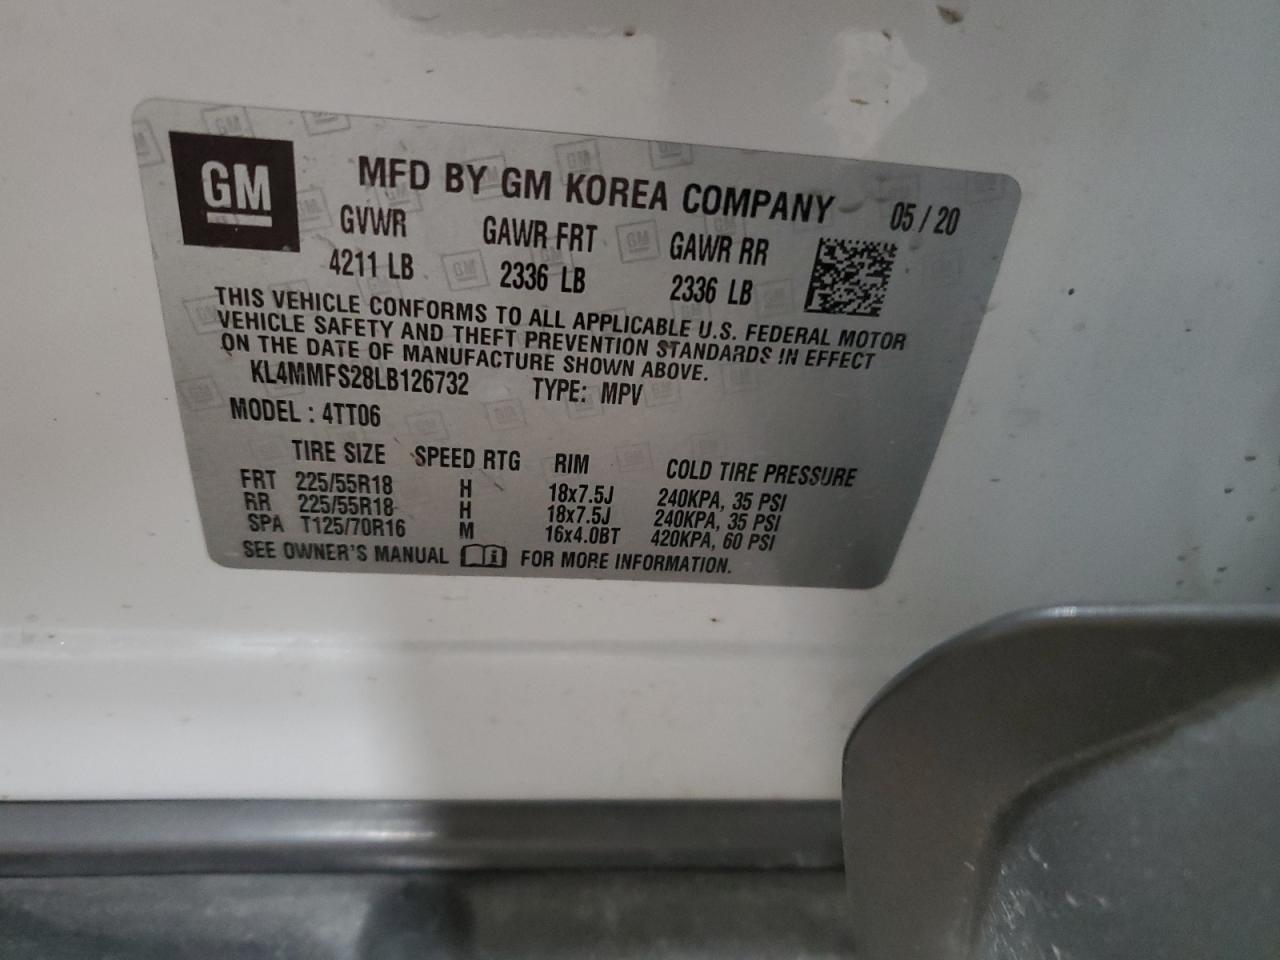 GM
MFD BY GM KOREA COMPANY 05 / 20
GVWR GAWR FRT GAWR RR
4211 LB 2336 LB 2336 LB
THIS VEHICLE CONFORMS TO ALL APPLICABLE U.S. FEDERAL MOTOR
VEHICLE SAFETY AND THEFT PREVENTION STANDARDS IN EFFECT
ON THE DATE OF MANUFACTURE SHOWN ABOVE.
KL4MMFS28LB126732 TYPE: MPV
MODEL : 4TT06
TIRE SIZE SPEED RTG RIM COLD TIRE PRESSURE
FRT 225/55R18 H 18x7.5J 240KPA, 35 PSI
RR 225/55R18 H 18x7.5J 240KPA, 35 PSI
SPA T125/70R16 M 16x4.0BT 420KPA, 60 PSI
SEE OWNER'S MANUAL FOR MORE INFORMATION.